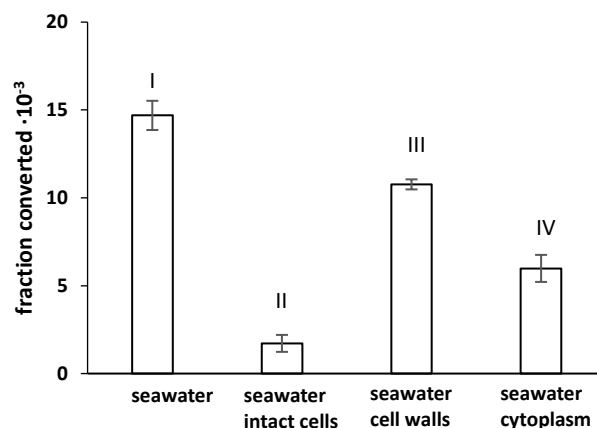 20
15
10
5
0
fraction converted ·10⁻³
I
II
III
IV
seawater
seawater
intact cells
seawater
cell walls
seawater
cytoplasm